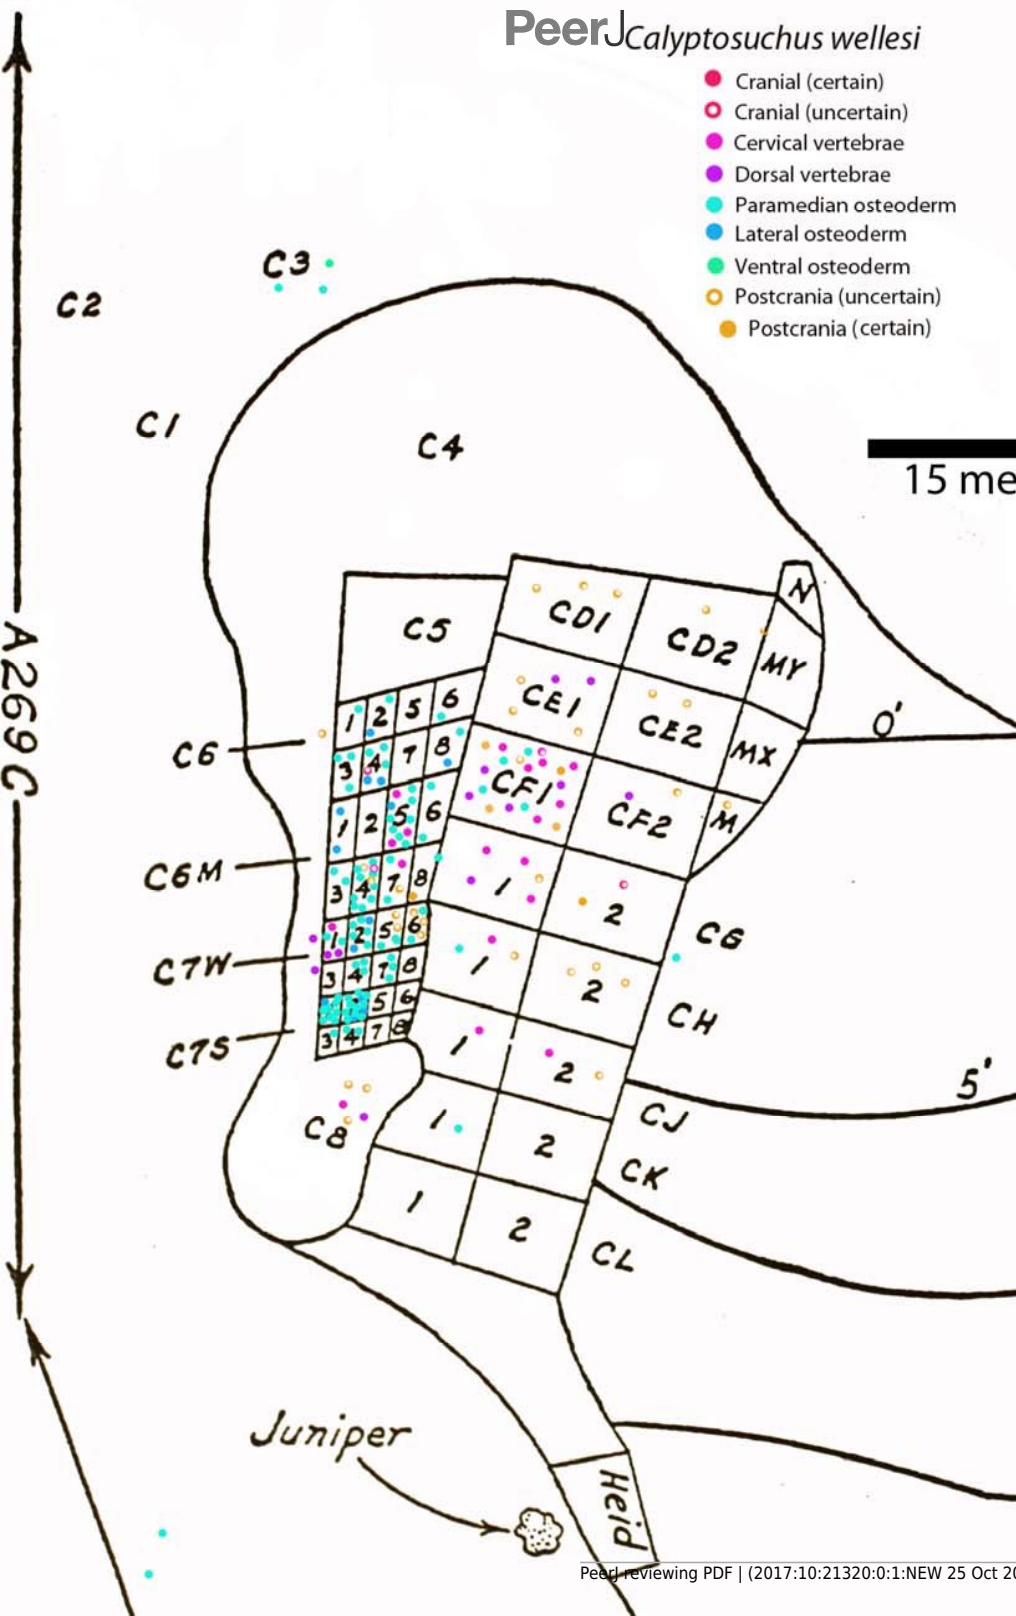 PeerJ
Calyptosuchus wellesi
Cranial (certain)
Cranial (uncertain)
Cervical vertebrae
Dorsal vertebrae
Paramedian osteoderm
Lateral osteoderm
Ventral osteoderm
Postcrania (uncertain)
Postcrania (certain)
C3
C2
C1
C4
15 me
A269C
N
CD1
C5
CD2
MY
CE1
1 2 5 6
O'
CE2
MX
C6
3 4 7 8
CF1
CF2
M
1 2 5 6
C6M
3 4 7 8
1
2
CG
1 2 5 6
C7W
3 4 7 8
1
2
CH
5 6
C7S
3 4 7 8
1
2
5'
CJ
C8
1
2
CK
1
2
CL
Juniper
Heid
PeerJ reviewing PDF | (2017:10:21320:0:1:NEW 25 Oct 20